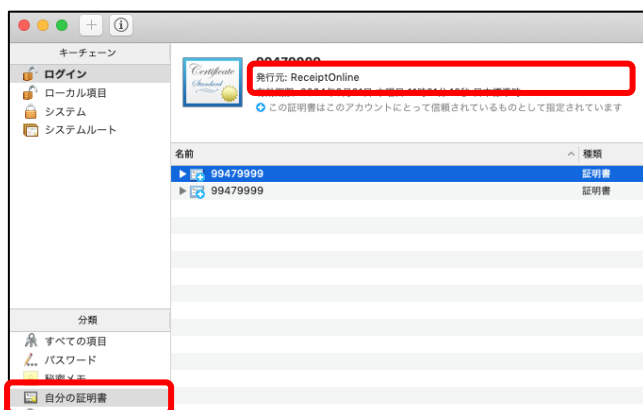 キーチェーン
ログイン
ローカル項目
システム
システムルート
Certificate
Standard
99479999
発行元: ReceiptOnline
この証明書はこのアカウントにとって信頼されているものとして指定されています
名前
種類
99479999
証明書
99479999
証明書
分類
すべての項目
パスワード
秘密メモ
自分の証明書